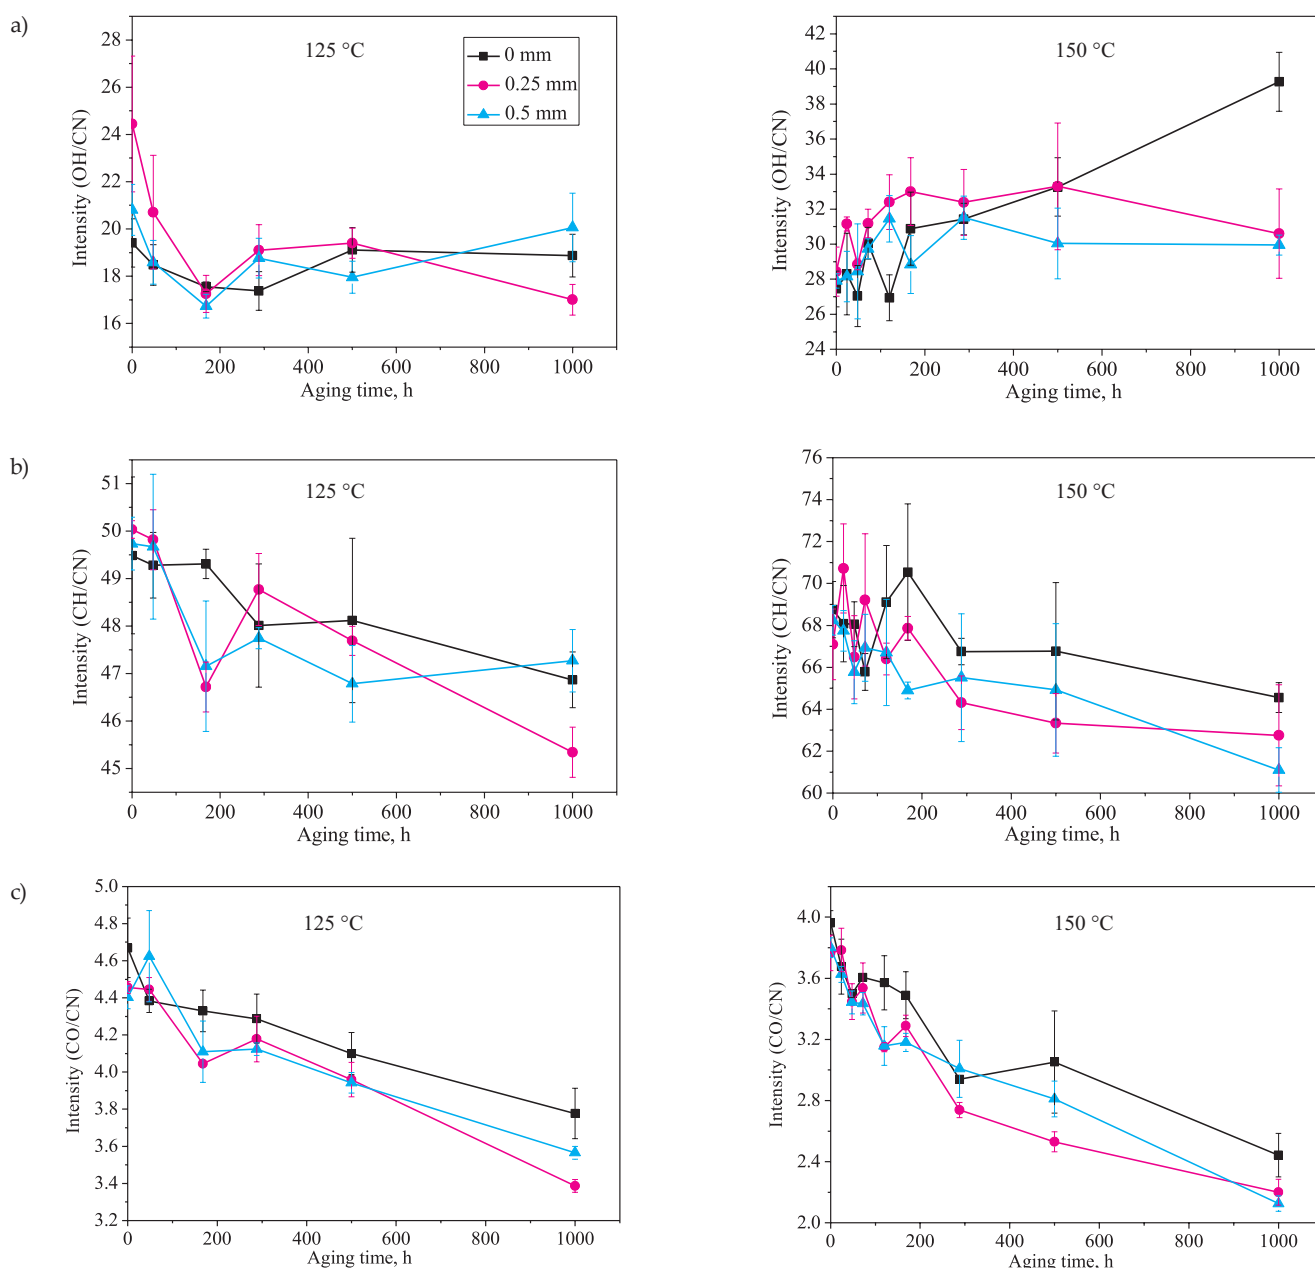 a)
125 °C
0 mm
0.25 mm
0.5 mm
Intensity (OH/CN)
28
26
24
22
20
18
16
0 200 400 600 800 1000
Aging time, h
150 °C
Intensity (OH/CN)
42
40
38
36
34
32
30
28
26
24
0 200 400 600 800 1000
Aging time, h
b)
125 °C
Intensity (CH/CN)
51
50
49
48
47
46
45
0 200 400 600 800 1000
Aging time, h
150 °C
Intensity (CH/CN)
76
74
72
70
68
66
64
62
60
0 200 400 600 800 1000
Aging time, h
c)
125 °C
Intensity (CO/CN)
5.0
4.8
4.6
4.4
4.2
4.0
3.8
3.6
3.4
3.2
0 200 400 600 800 1000
Aging time, h
150 °C
Intensity (CO/CN)
4.0
3.6
3.2
2.8
2.4
2.0
0 200 400 600 800 1000
Aging time, h